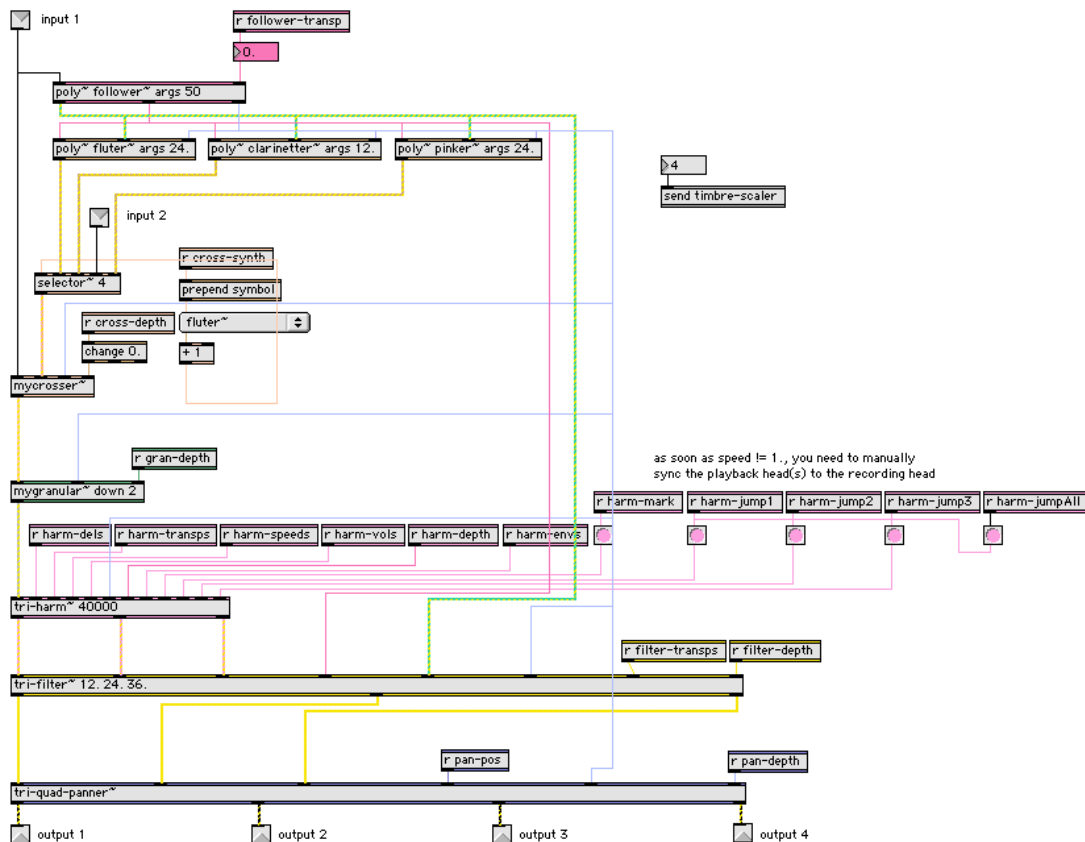 input 1
r follower-transp
0.
poly~ follower~ args 50
poly~ fluter~ args 24.
poly~ clarinetter~ args 12.
poly~ pinker~ args 24.
4
send timbre-scaler
input 2
r cross-synth
selector~ 4
prepend symbol
r cross-depth
fluter~
change 0.
+ 1
mycrosser~
r gran-depth
as soon as speed != 1., you need to manually
sync the playback head(s) to the recording head
mygranular~ down 2
r harm-mark
r harm-jump1
r harm-jump2
r harm-jump3
r harm-jumpAll
r harm-dels
r harm-transps
r harm-speeds
r harm-vols
r harm-depth
r harm-envs
tri-harm~ 40000
r filter-transps
r filter-depth
tri-filter~ 12. 24. 36.
r pan-pos
r pan-depth
tri-quad-panner~
output 1
output 2
output 3
output 4